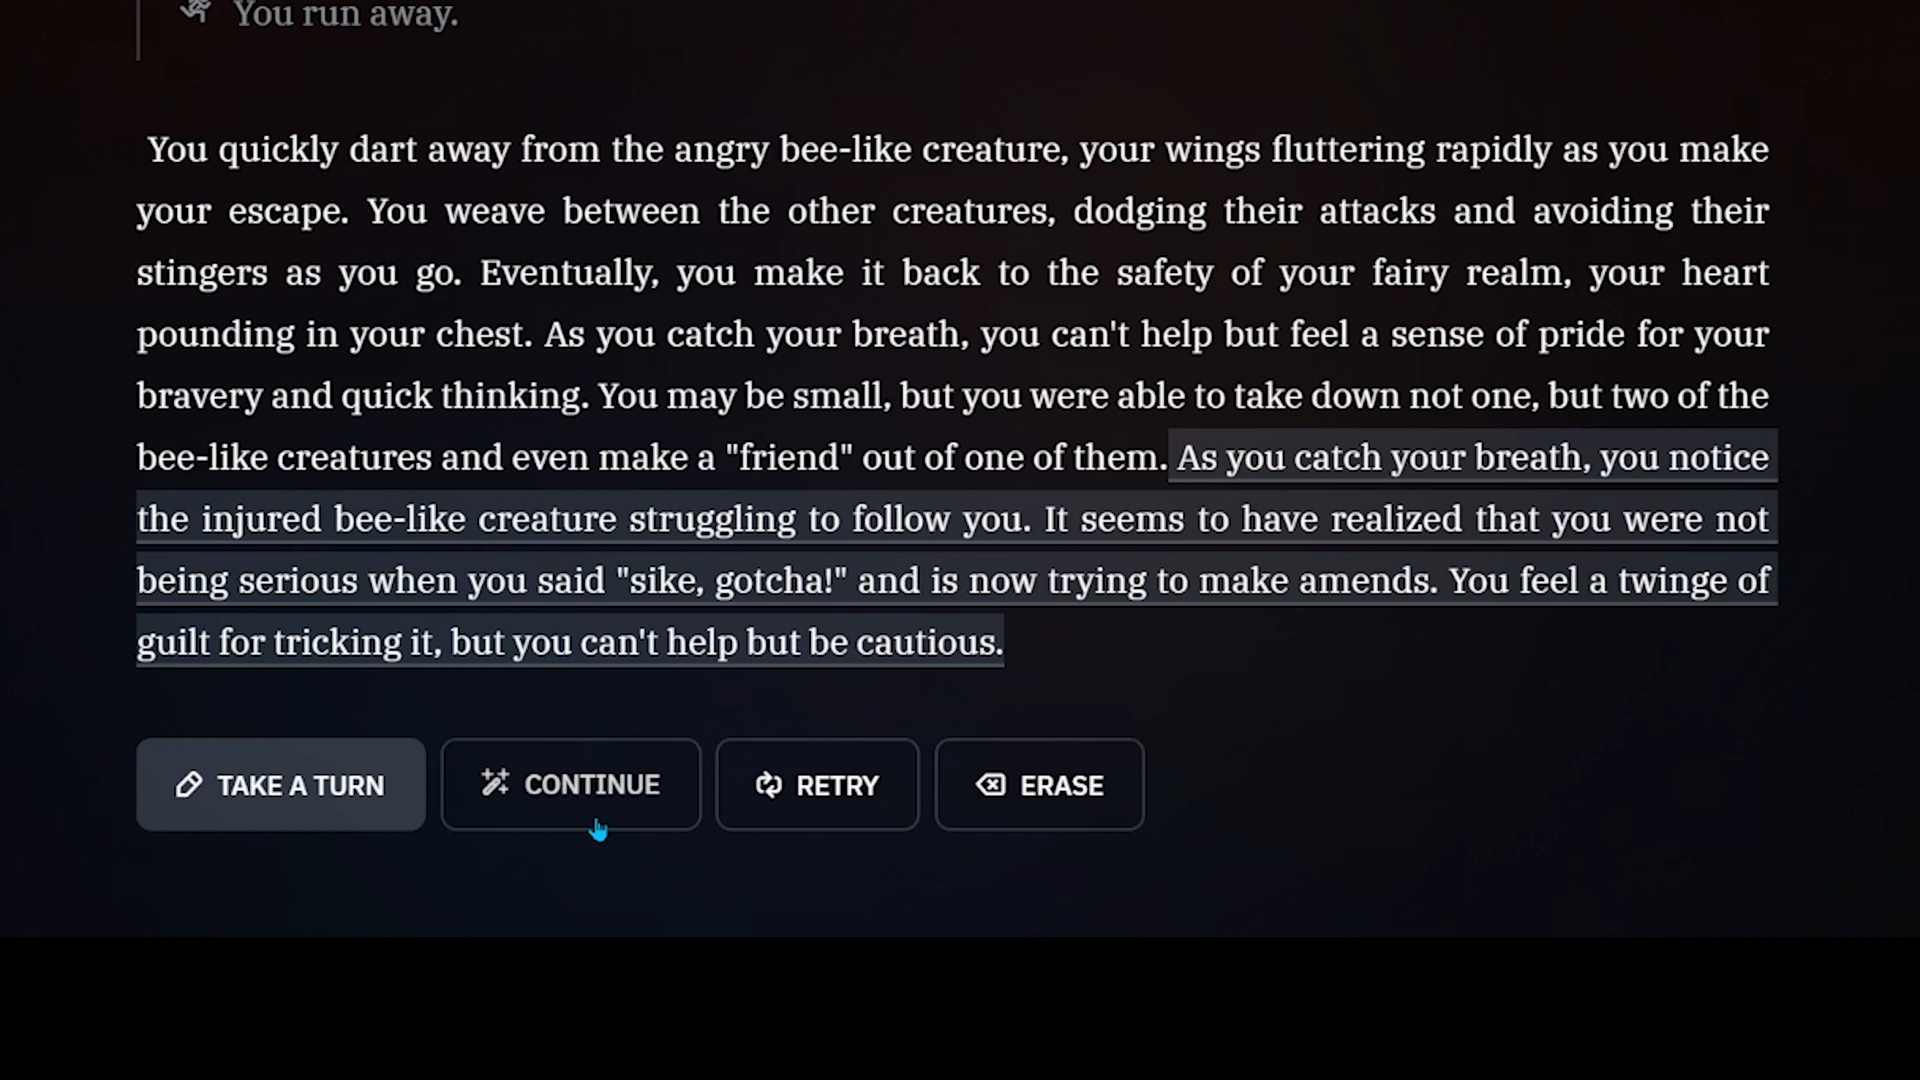 You run away.
You quickly dart away from the angry bee-like creature, your wings fluttering rapidly as you make
your escape. You weave between the other creatures, dodging their attacks and avoiding their
stingers as you go. Eventually, you make it back to the safety of your fairy realm, your heart
pounding in your chest. As you catch your breath, you can't help but feel a sense of pride for your
bravery and quick thinking. You may be small, but you were able to take down not one, but two of the
bee-like creatures and even make a "friend" out of one of them. As you catch your breath, you notice
the injured bee-like creature struggling to follow you. It seems to have realized that you were not
being serious when you said "sike, gotcha!" and is now trying to make amends. You feel a twinge of
guilt for tricking it, but you can't help but be cautious.
TAKE A TURN CONTINUE RETRY ERASE